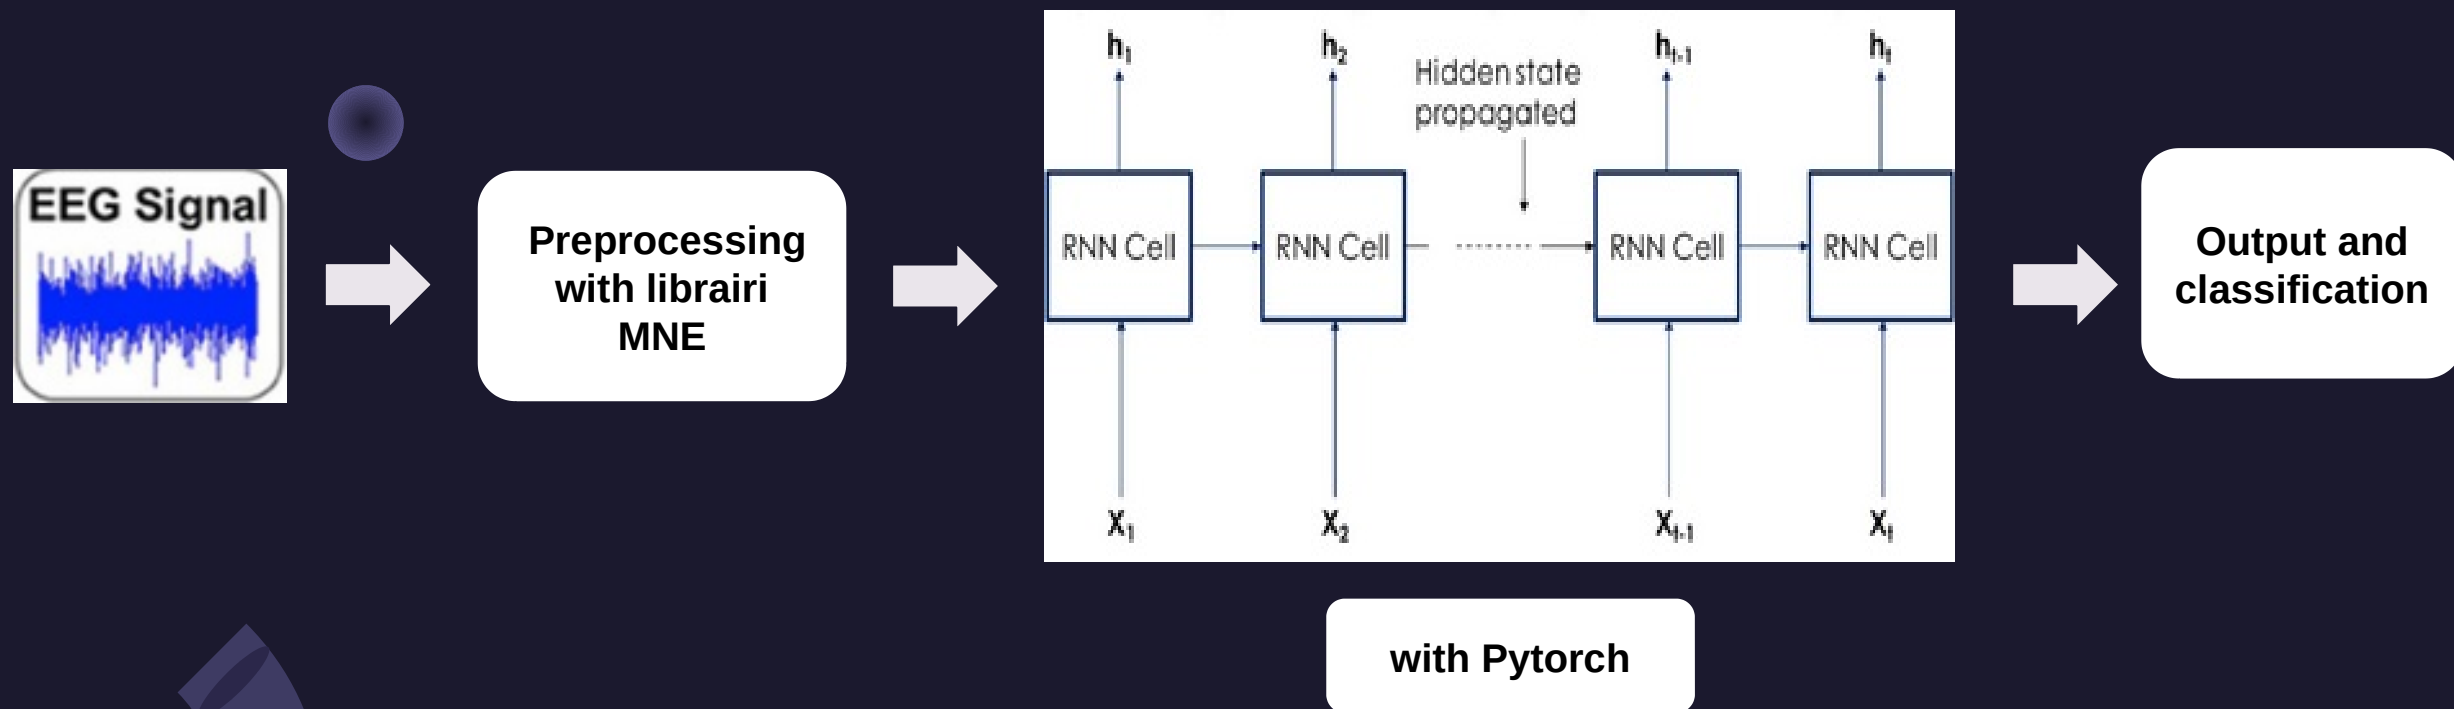 EEG Signal
Preprocessing
with librairi
MNE
h₁
h₂
Hidden state
propagated
hₜ₋₁
hₜ
RNN Cell
RNN Cell
RNN Cell
RNN Cell
X₁
X₂
Xₜ₋₁
Xₜ
with Pytorch
Output and
classification